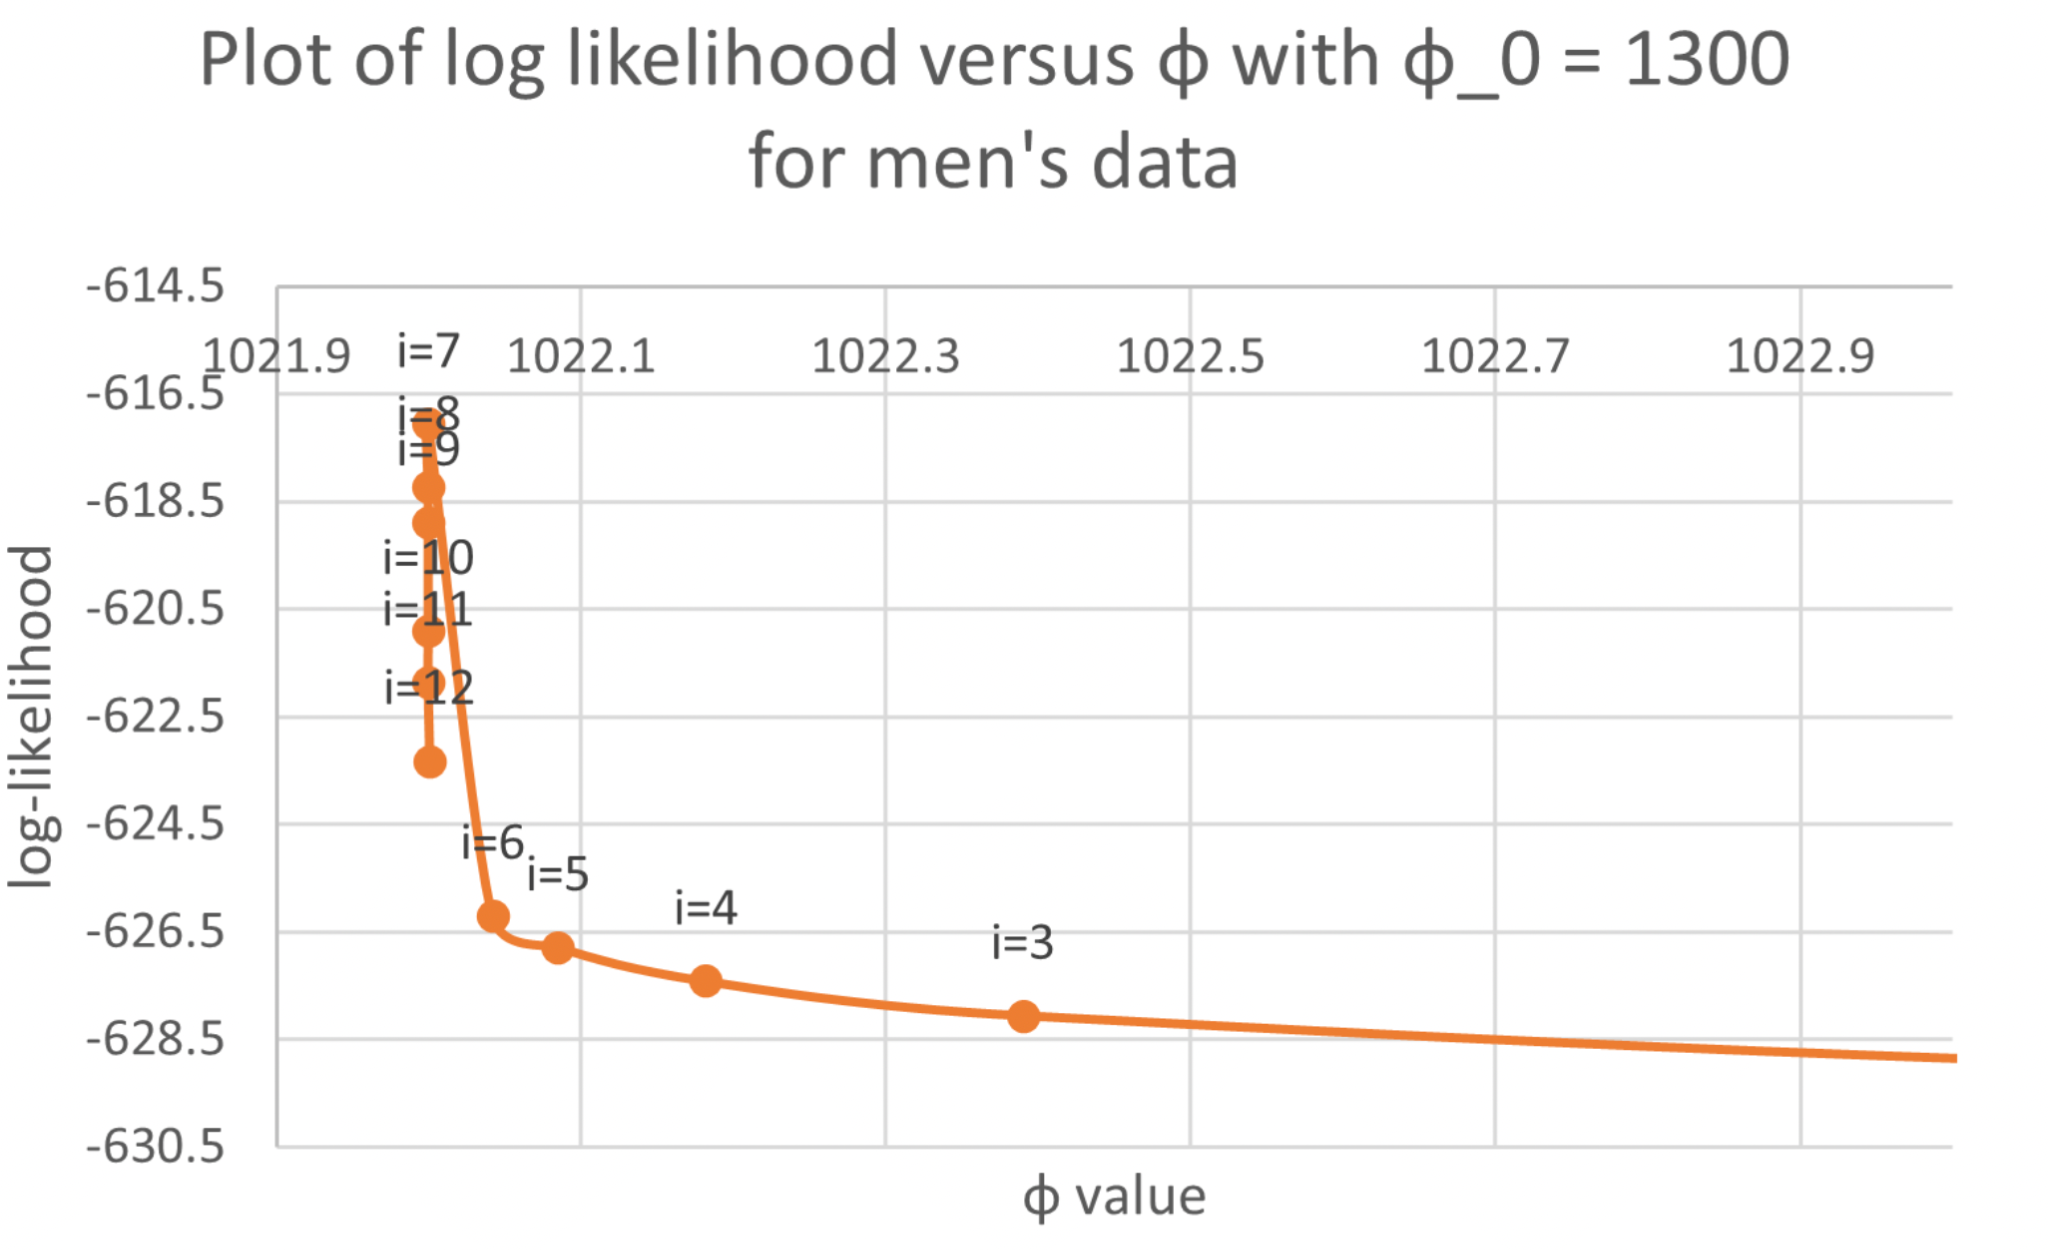 Plot of log likelihood versus ϕ with ϕ_0 = 1300
for men's data
-614.5
1021.9
i=7
1022.1
1022.3
1022.5
1022.7
1022.9
-616.5
i=8
i=9
-618.5
i=10
-620.5
i=11
i=12
-622.5
-624.5
i=6
i=5
i=4
-626.5
i=3
-628.5
-630.5
log-likelihood
ϕ value